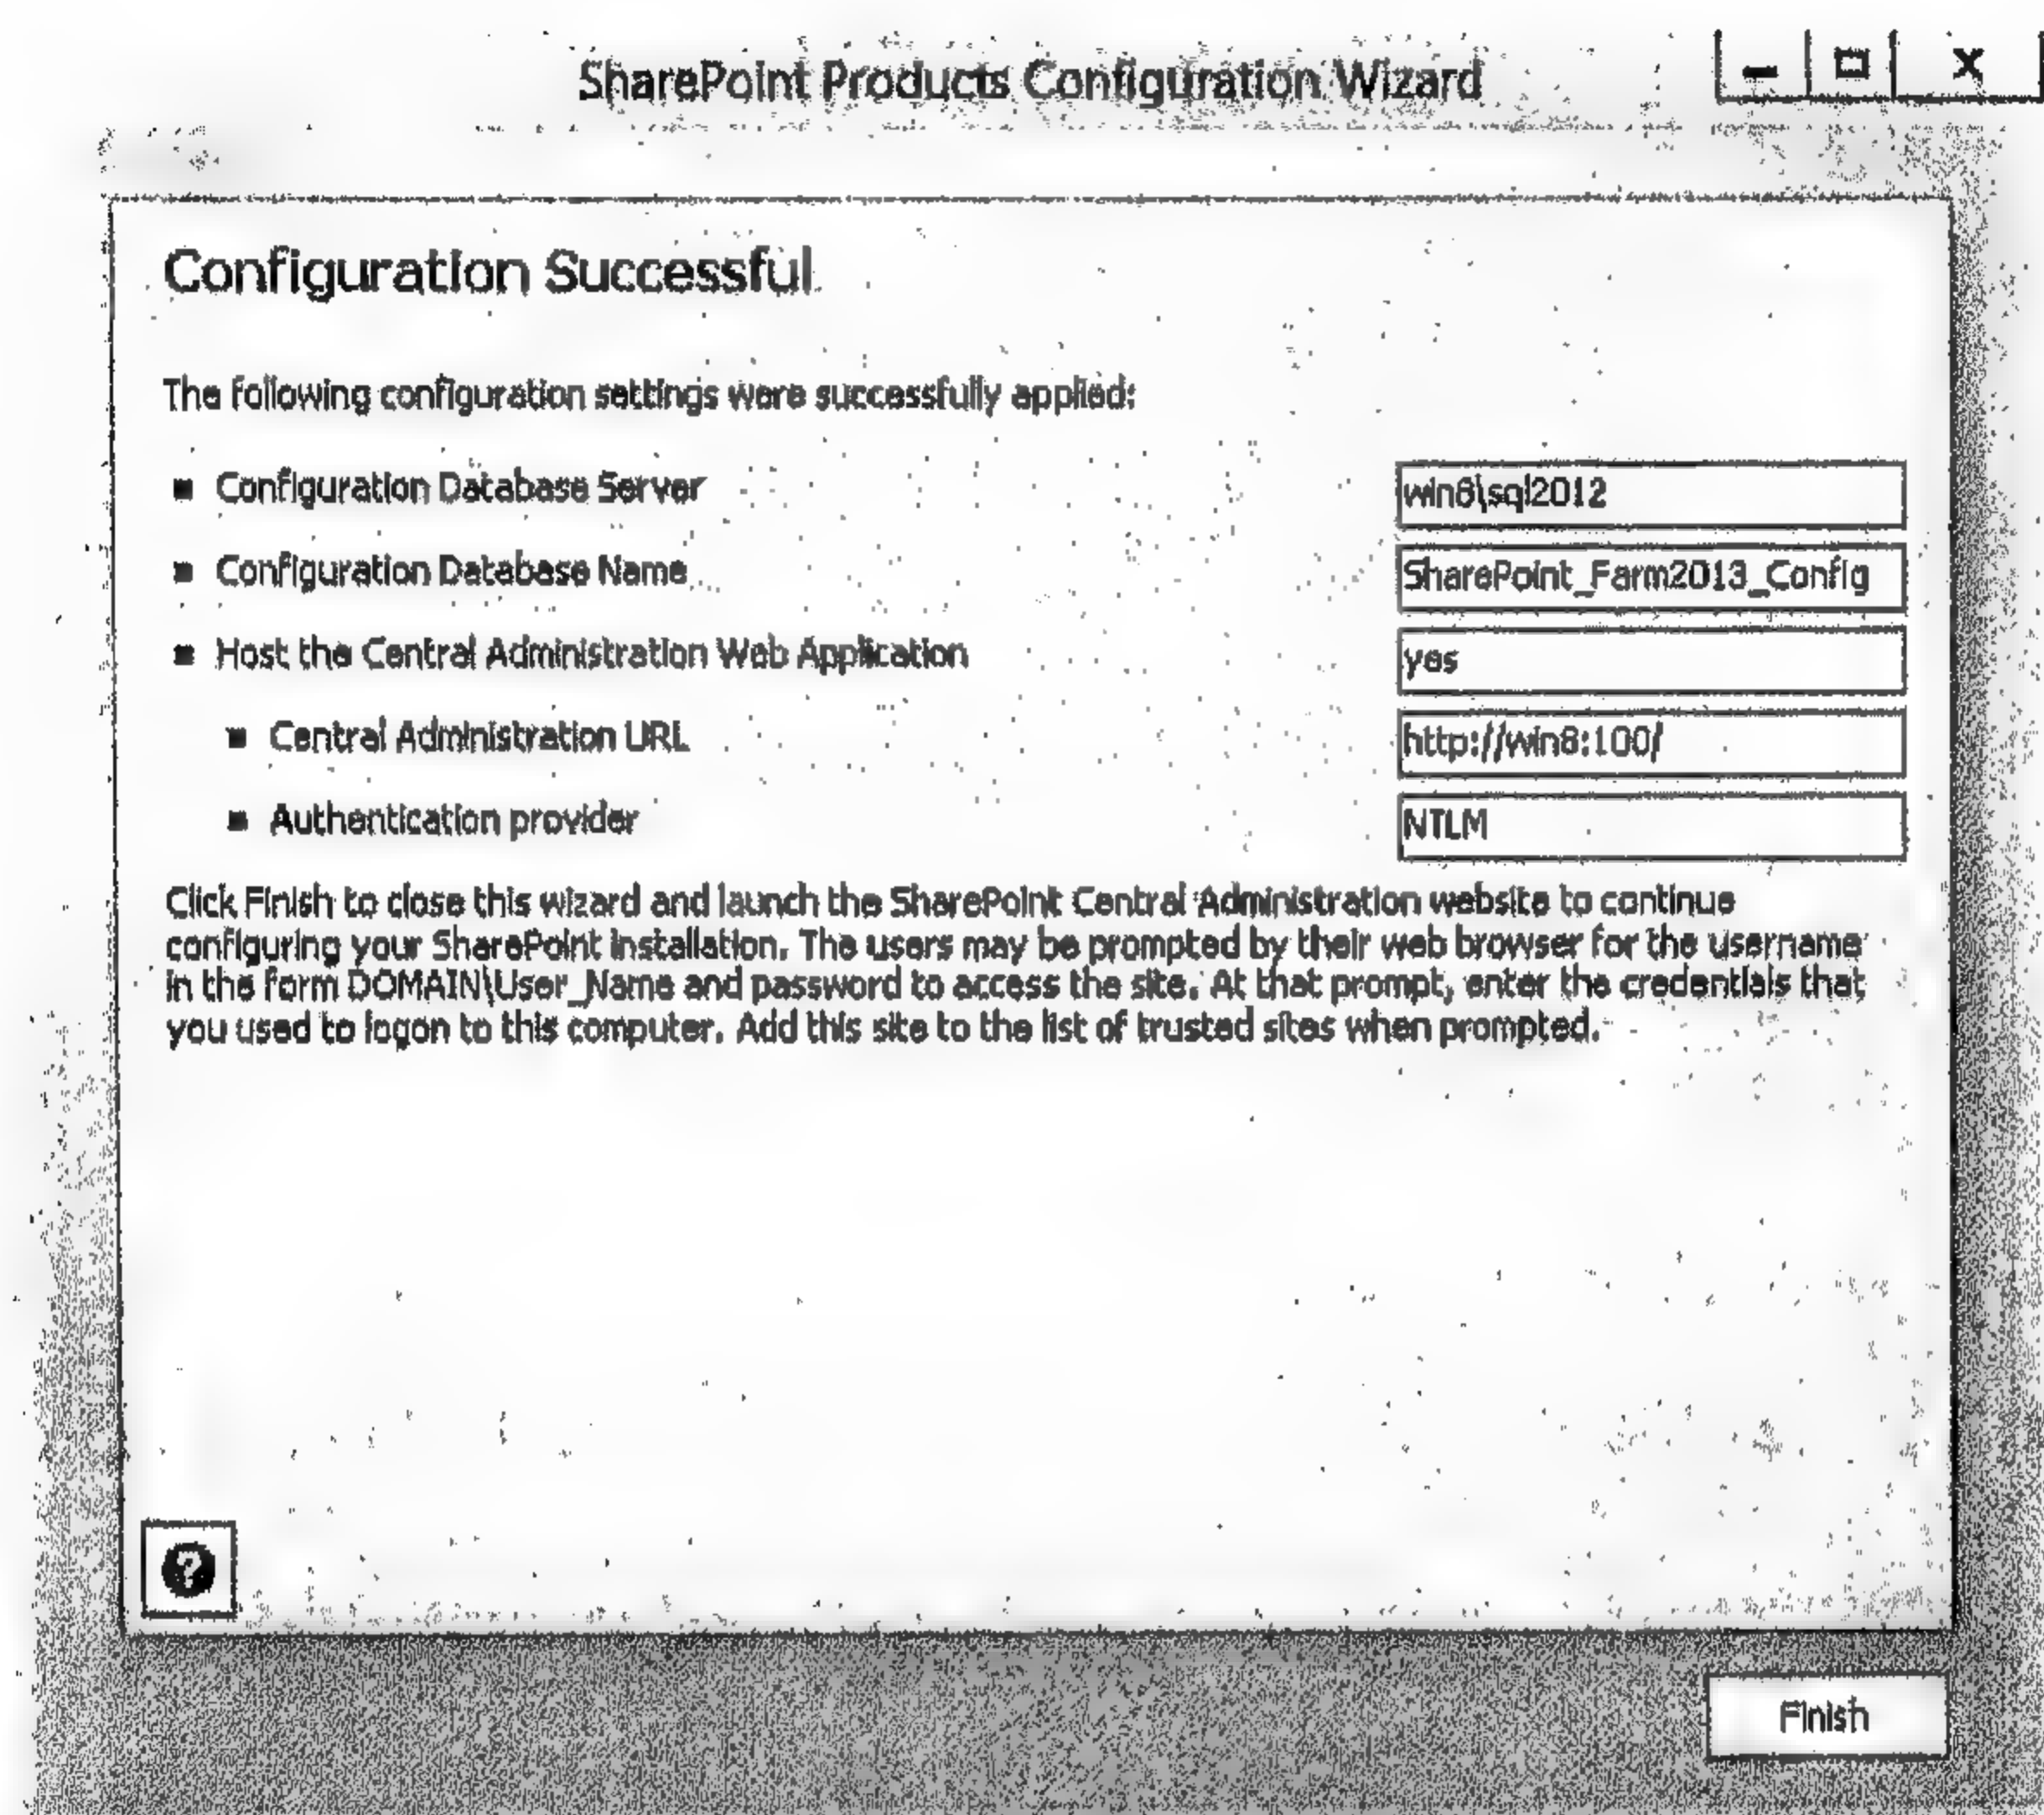 SharePoint Products Configuration Wizard
Configuration Successful
The following configuration settings were successfully applied:
Configuration Database Server
win8\sql2012
Configuration Database Name
SharePoint_Farm2013_Config
Host the Central Administration Web Application
yes
Central Administration URL
http://win8:100/
Authentication provider
NTLM
Click Finish to close this wizard and launch the SharePoint Central Administration website to continue
configuring your SharePoint installation. The users may be prompted by their web browser for the username
in the form DOMAIN\User_Name and password to access the site. At that prompt, enter the credentials that
you used to logon to this computer. Add this site to the list of trusted sites when prompted.
?
Finish